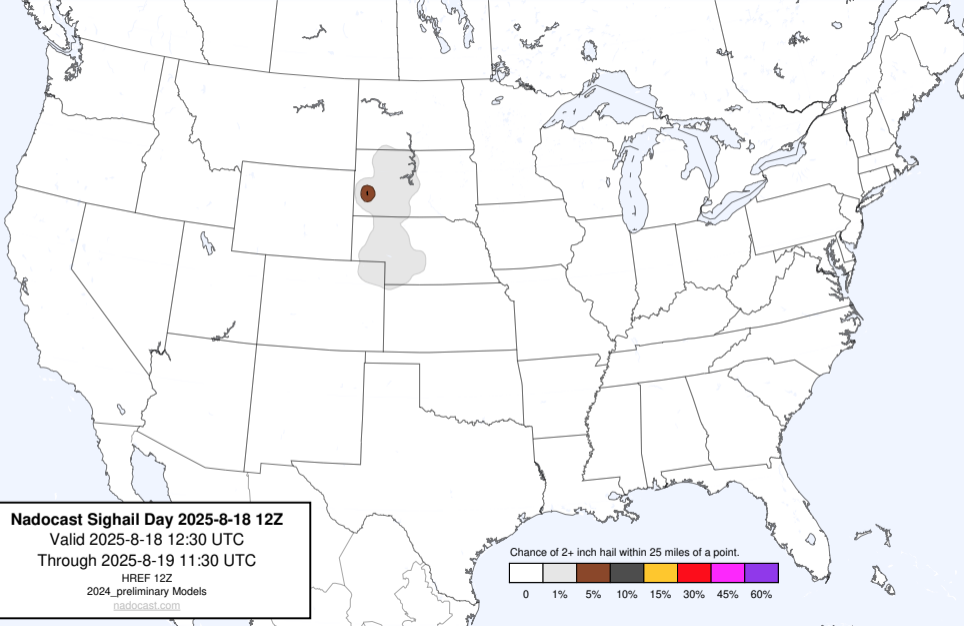 Nadocast Sighail Day 2025-8-18 12Z
Valid 2025-8-18 12:30 UTC
Through 2025-8-19 11:30 UTC
HREF 12Z
2024_preliminary Models
nadocast.com
Chance of 2+ inch hail within 25 miles of a point.
0 1% 5% 10% 15% 30% 45% 60%